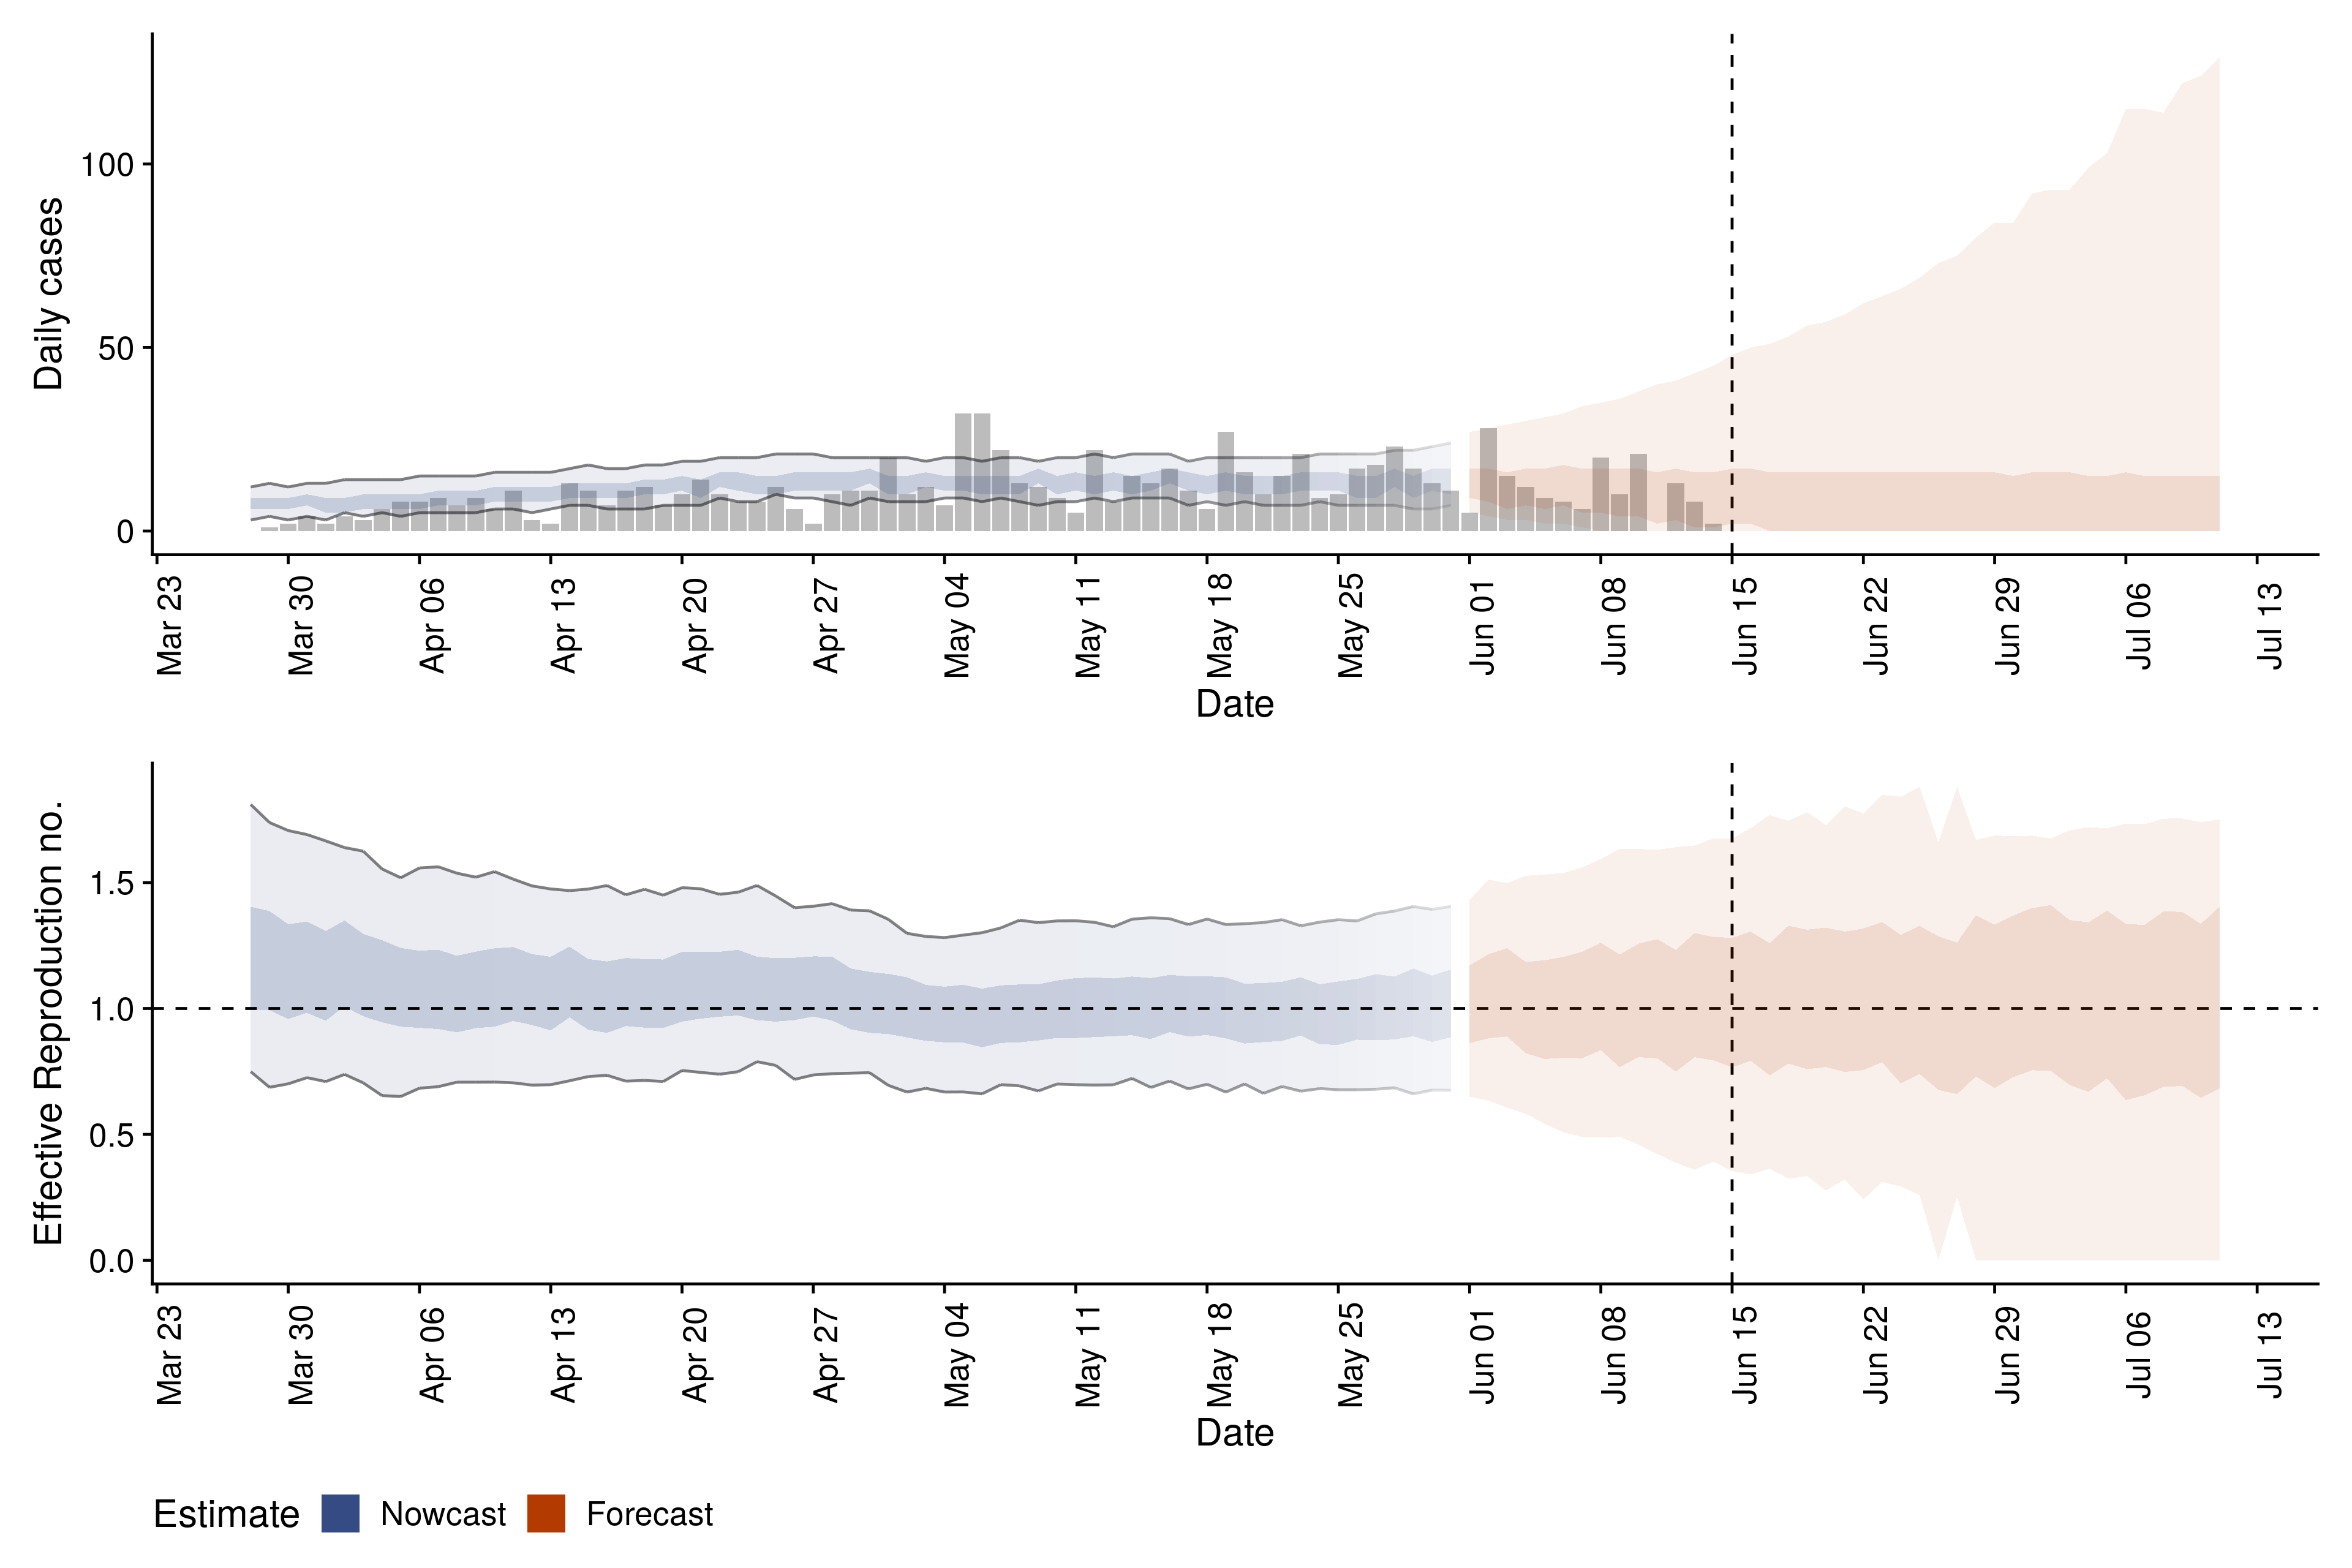 Daily cases
100
50
0
Mar 23
Mar 30
Apr 06
Apr 13
Apr 20
Apr 27
May 04
May 11
May 18
May 25
Jun 01
Jun 08
Jun 15
Jun 22
Jun 29
Jul 06
Jul 13
Date
Effective Reproduction no.
1.5
1.0
0.5
0.0
Mar 23
Mar 30
Apr 06
Apr 13
Apr 20
Apr 27
May 04
May 11
May 18
May 25
Jun 01
Jun 08
Jun 15
Jun 22
Jun 29
Jul 06
Jul 13
Date
Estimate Nowcast Forecast